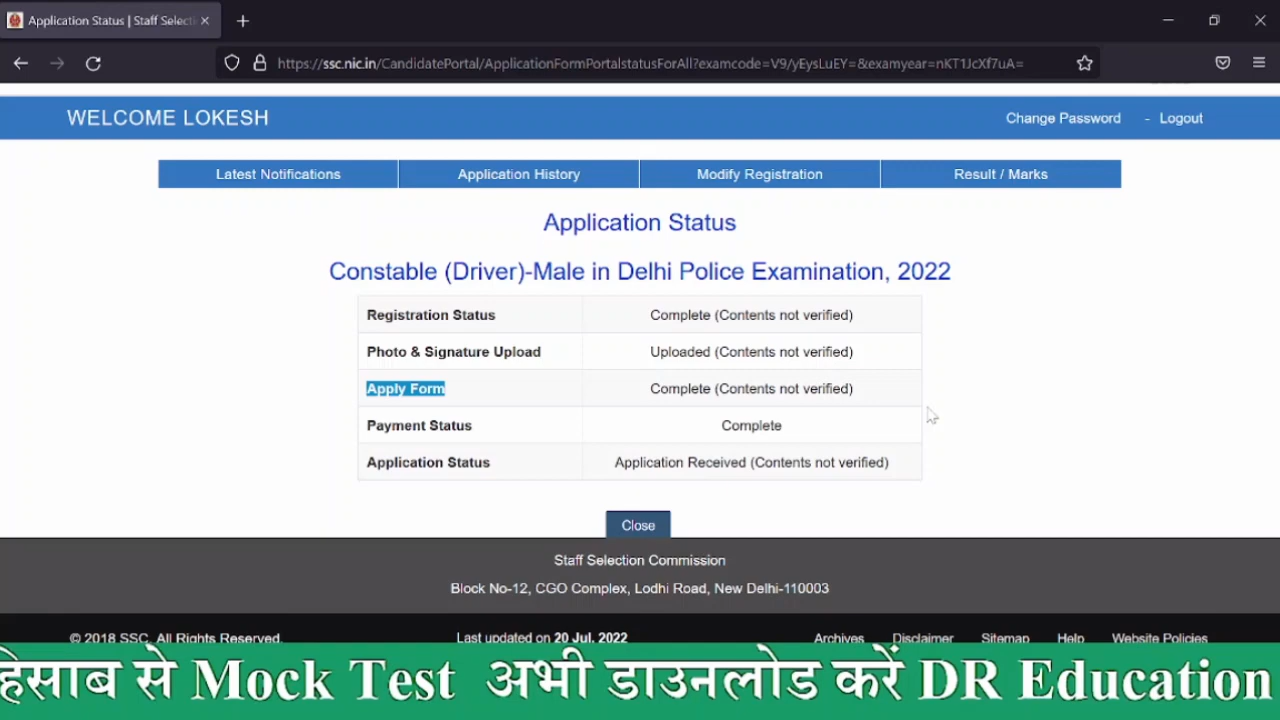 Application Status | Staff Selecti
https://ssc.nic.in/CandidatePortal/ApplicationFormPortalstatusForAll?examcode=V9/yEysLuEY=&examyear=nKT1JcXf7uA=
WELCOME LOKESH
Change Password - Logout
Latest Notifications Application History Modify Registration Result / Marks
Application Status
Constable (Driver)-Male in Delhi Police Examination, 2022
Registration Status Complete (Contents not verified)
Photo & Signature Upload Uploaded (Contents not verified)
Apply Form Complete (Contents not verified)
Payment Status Complete
Application Status Application Received (Contents not verified)
Close
Staff Selection Commission
Block No-12, CGO Complex, Lodhi Road, New Delhi-110003
© 2018 SSC. All Rights Reserved. Last updated on 20 Jul, 2022 Archives Disclaimer Sitemap Help Website Policies
हिसाब से Mock Test अभी डाउनलोड करें DR Education